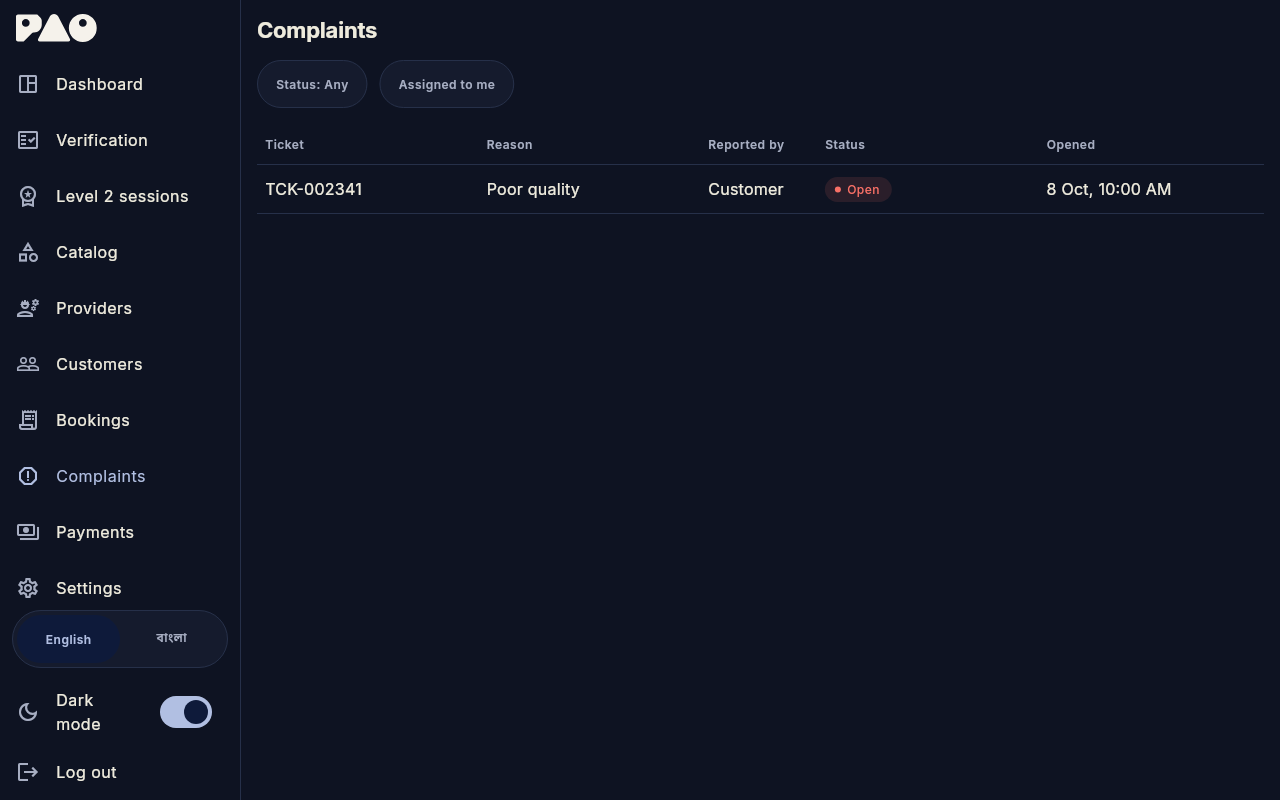 PAO
Dashboard
Verification
Level 2 sessions
Catalog
Providers
Customers
Bookings
Complaints
Payments
Settings
English বাংলা
Dark
mode
Log out
Complaints
Status: Any Assigned to me
Ticket Reason Reported by Status Opened
TCK-002341 Poor quality Customer Open 8 Oct, 10:00 AM